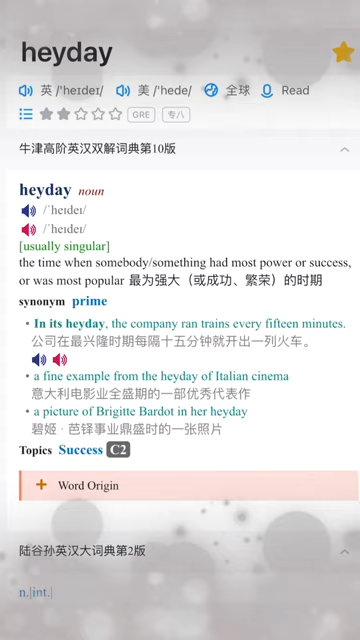 heyday
英 /'heɪdeɪ/ 美 /'hede/ 全球 Read
GRE 专八
牛津高阶英汉双解词典第10版
heyday noun
/ˈheɪdeɪ/
/ˈheɪdeɪ/
[usually singular]
the time when somebody/something had most power or success,
or was most popular 最为强大（或成功、繁荣）的时期
synonym prime
• In its heyday, the company ran trains every fifteen minutes.
公司在最兴隆时期每隔十五分钟就开出一列火车。
• a fine example from the heyday of Italian cinema
意大利电影业全盛期的一部优秀代表作
• a picture of Brigitte Bardot in her heyday
碧姬 · 芭铎事业鼎盛时的一张照片
Topics Success C2
+ Word Origin
陆谷孙英汉大词典第2版
n.|int.|